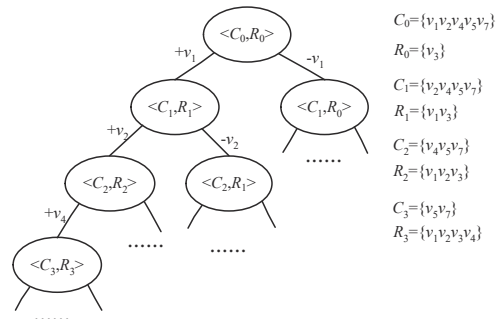 <C₀,R₀>
+v₁
-v₁
<C₁,R₁>
<C₁,R₀>
+v₂
-v₂
......
<C₂,R₂>
<C₂,R₁>
+v₄
......
......
<C₃,R₃>
......
C₀={v₁v₂v₄v₅v₇}
R₀={v₃}
C₁={v₂v₄v₅v₇}
R₁={v₁v₃}
C₂={v₄v₅v₇}
R₂={v₁v₂v₃}
C₃={v₅v₇}
R₃={v₁v₂v₃v₄}